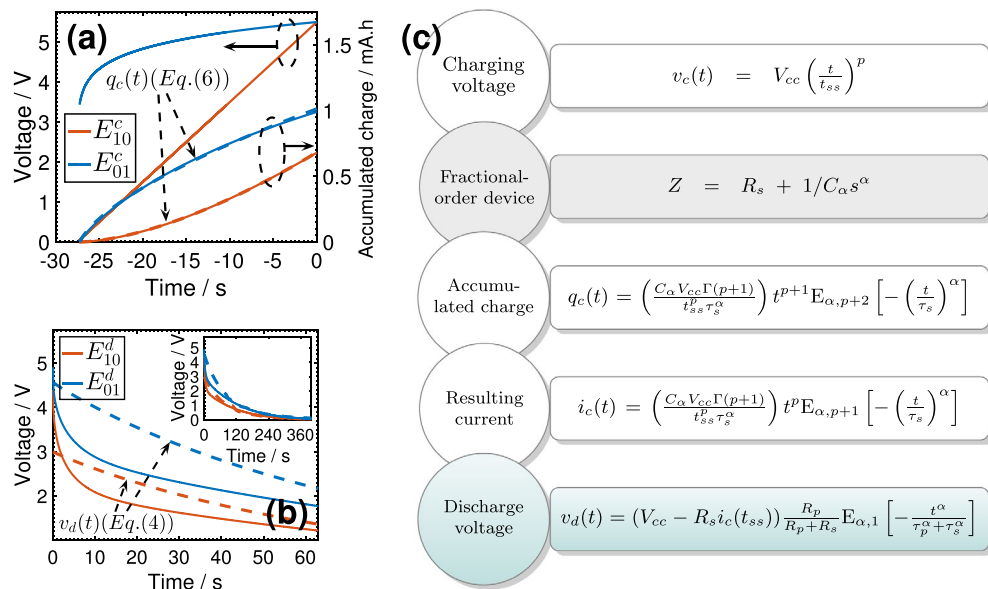 (a)
Voltage / V
5
4
3
2
1
0
q_c(t)(Eq.(6))
E^c_{10}
E^c_{01}
1.5
1
0.5
0
Accumulated charge / mA.h
-30 -25 -20 -15 -10 -5 0
Time / s
Voltage / V
5
4
3
2
E^d_{10}
E^d_{01}
Voltage / V
5
4
3
2
1
0
0 120 240 360
Time / s
v_d(t)(Eq.(4))
(b)
0 10 20 30 40 50 60
Time / s
(c)
Charging
voltage
v_c(t) = V_{cc} (t/t_{ss})^p
Fractional-
order device
Z = R_s + 1/C_α s^α
Accumu-
lated charge
q_c(t) = (C_α V_{cc} Γ(p+1) / t^p_{ss} τ^α_s) t^{p+1} E_{α,p+2} [-(t/τ_s)^α]
Resulting
current
i_c(t) = (C_α V_{cc} Γ(p+1) / t^p_{ss} τ^α_s) t^p E_{α,p+1} [-(t/τ_s)^α]
Discharge
voltage
v_d(t) = (V_{cc} − R_s i_c(t_{ss})) R_p/(R_p+R_s) E_{α,1} [-t^α/(τ^α_p+τ^α_s)]